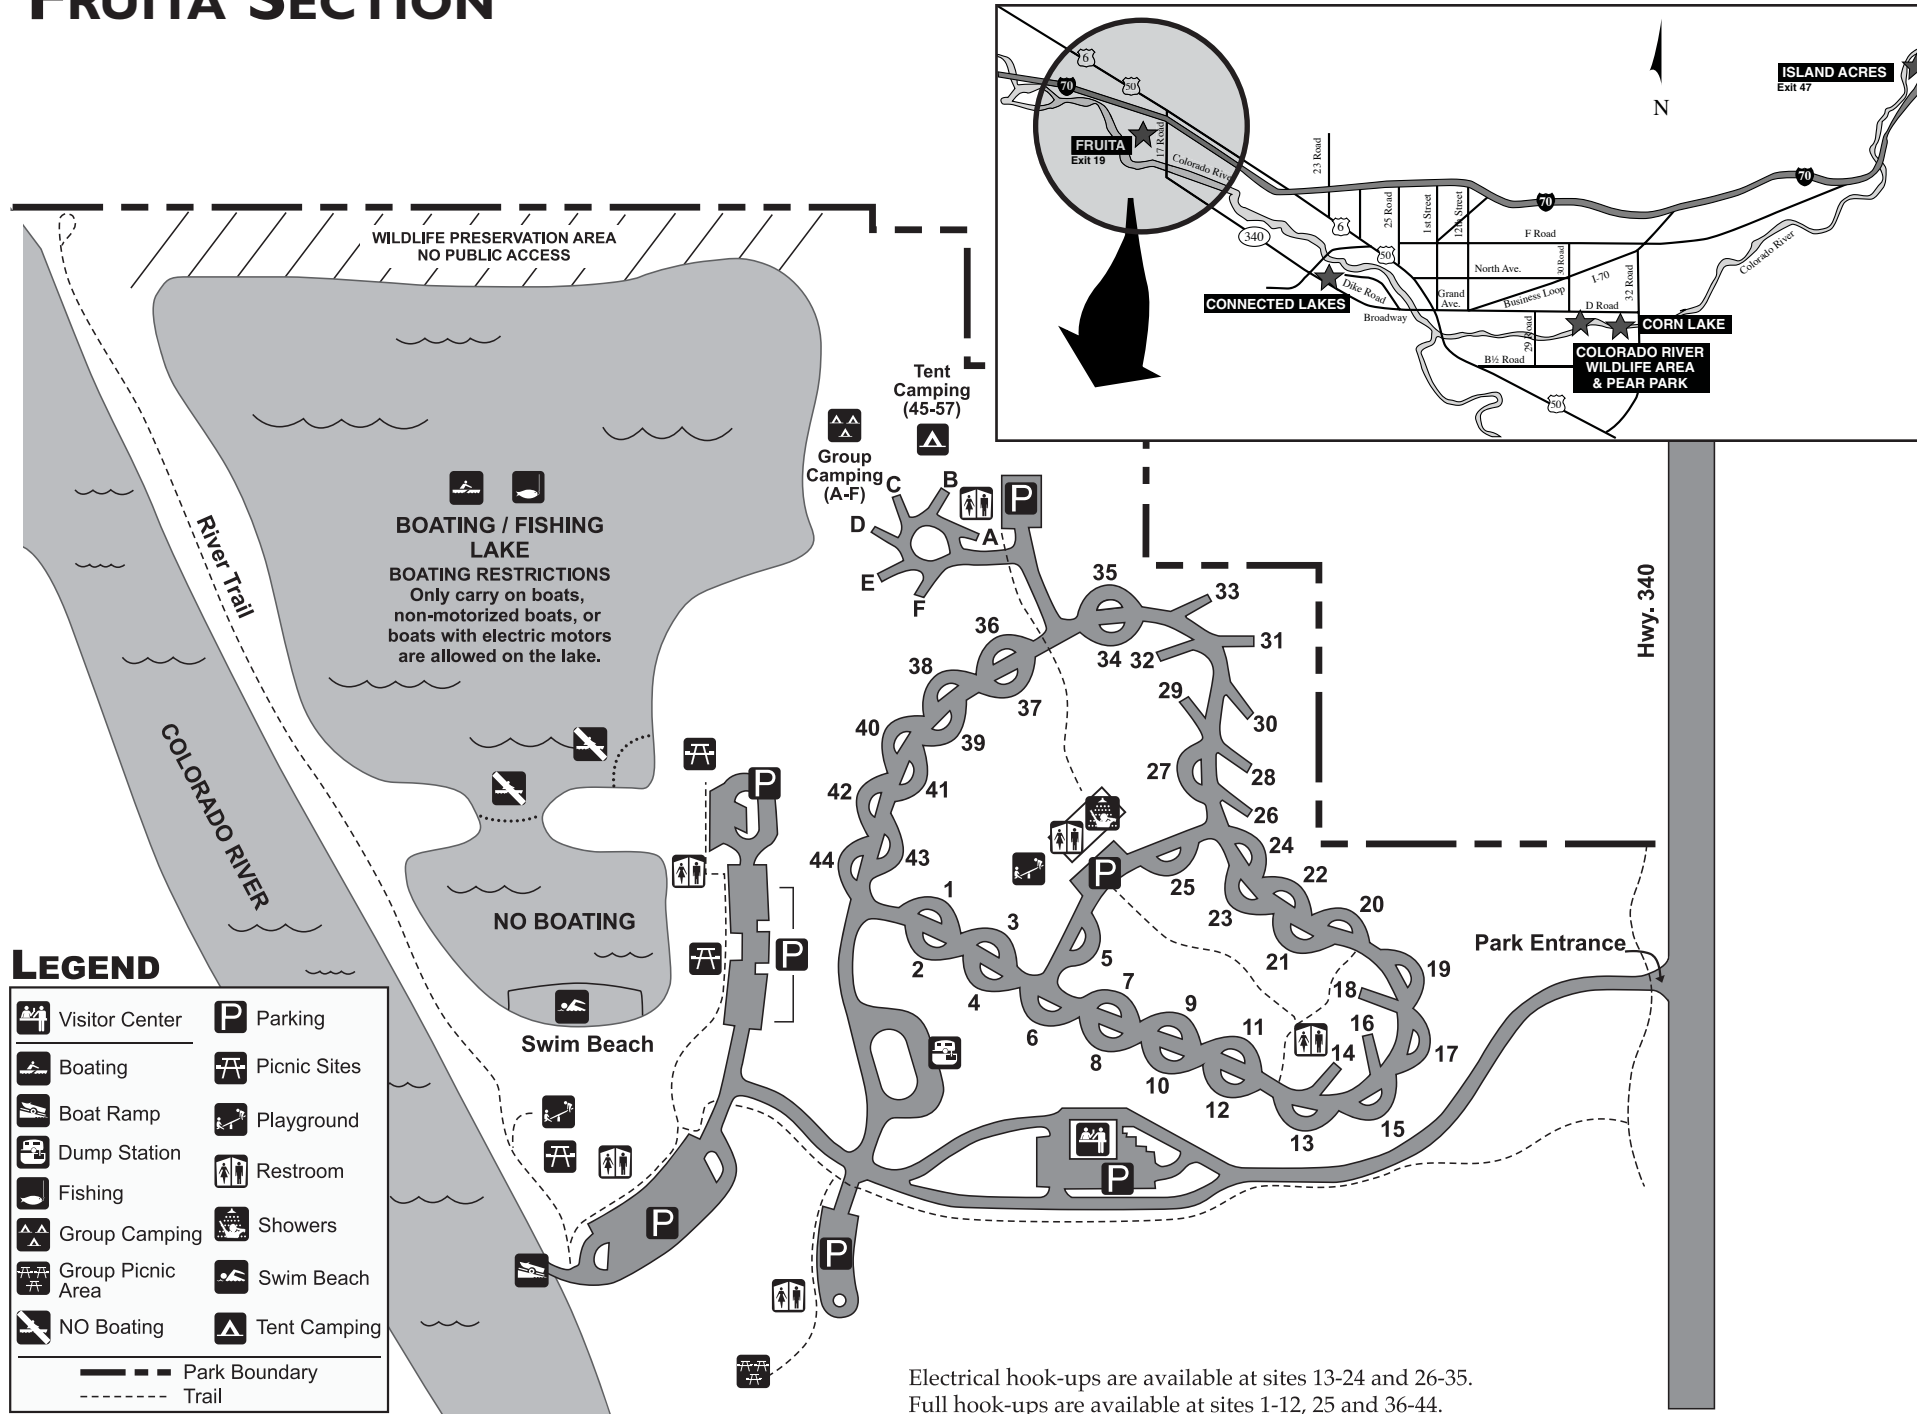 FRUITA SECTION
N
ISLAND ACRES
Exit 47
6
50
70
FRUITA
Exit 19
17 Road
Colorado River
23 Road
25 Road
1st Street
12th Street
70
70
340
6
50
F Road
North Ave.
30 Road
I-70
Business Loop
32 Road
Grand
Ave.
D Road
Dike Road
Broadway
CONNECTED LAKES
29 Road
B½ Road
CORN LAKE
COLORADO RIVER
WILDLIFE AREA
& PEAR PARK
50
Colorado River
WILDLIFE PRESERVATION AREA
NO PUBLIC ACCESS
Tent
Camping
(45-57)
Group
Camping
(A-F)
C
B
D
A
E
F
P
BOATING / FISHING
LAKE
BOATING RESTRICTIONS
Only carry on boats,
non-motorized boats, or
boats with electric motors
are allowed on the lake.
River Trail
COLORADO RIVER
Hwy. 340
35
33
36
31
34
32
38
37
29
30
40
39
27
28
42
41
26
P
44
43
24
1
P
25
22
3
23
20
NO BOATING
P
2
5
21
Park Entrance
19
4
7
18
9
6
11
16
Swim Beach
8
14
17
10
12
13
15
P
P
P
LEGEND
Visitor Center
P Parking
Boating
Picnic Sites
Boat Ramp
Playground
Dump Station
Restroom
Fishing
Showers
Group Camping
Group Picnic
Area
Swim Beach
NO Boating
Tent Camping
Park Boundary
Trail
Electrical hook-ups are available at sites 13-24 and 26-35.
Full hook-ups are available at sites 1-12, 25 and 36-44.